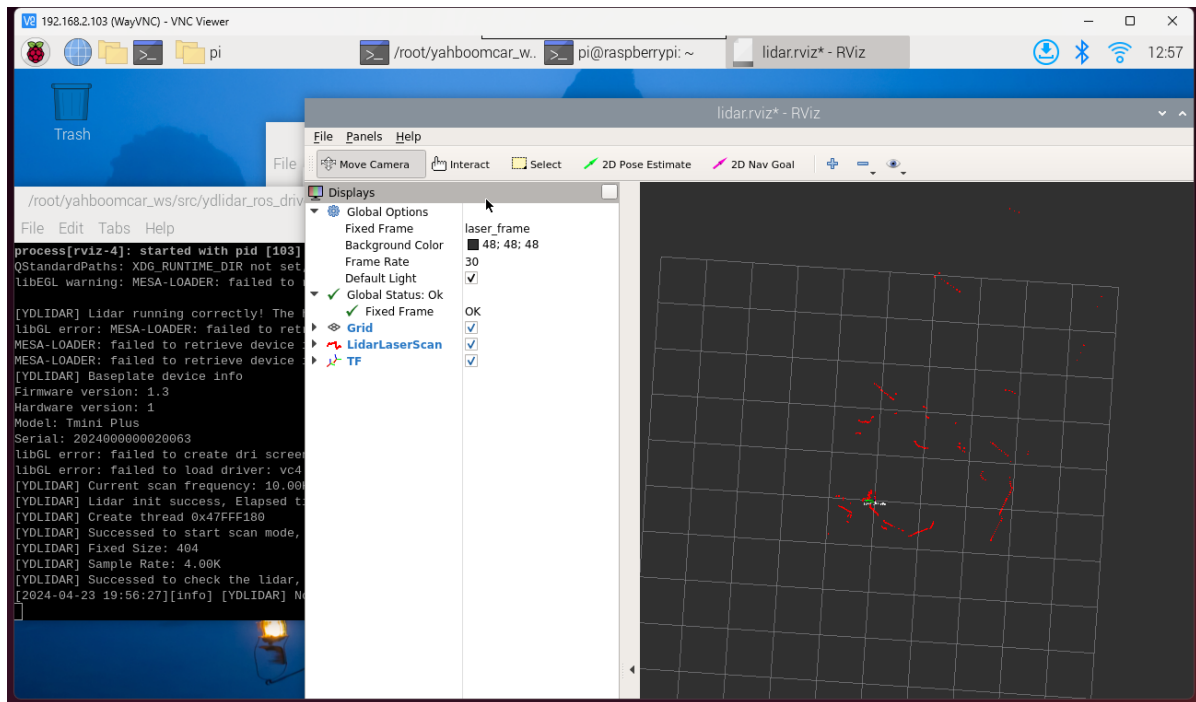 192.168.2.103 (WayVNC) - VNC Viewer
pi
/root/yahboomcar_w..
pi@raspberrypi: ~
lidar.rviz* - RViz
12:57
Trash
File
lidar.rviz* - RViz
File Panels Help
Move Camera Interact Select 2D Pose Estimate 2D Nav Goal
Displays
Global Options
Fixed Frame laser_frame
Background Color 48; 48; 48
Frame Rate 30
Default Light
Global Status: Ok
Fixed Frame OK
Grid
LidarLaserScan
TF
/root/yahboomcar_ws/src/ydlidar_ros_driv
File Edit Tabs Help
process[rviz-4]: started with pid [103]
QStandardPaths: XDG_RUNTIME_DIR not set,
libEGL warning: MESA-LOADER: failed to
[YDLIDAR] Lidar running correctly! The
libGL error: MESA-LOADER: failed to ret
MESA-LOADER: failed to retrieve device
MESA-LOADER: failed to retrieve device
[YDLIDAR] Baseplate device info
Firmware version: 1.3
Hardware version: 1
Model: Tmini Plus
Serial: 2024000000020063
libGL error: failed to create dri scree
libGL error: failed to load driver: vc4
[YDLIDAR] Current scan frequency: 10.00
[YDLIDAR] Lidar init success, Elapsed t
[YDLIDAR] Create thread 0x47FFF180
[YDLIDAR] Successed to start scan mode,
[YDLIDAR] Fixed Size: 404
[YDLIDAR] Sample Rate: 4.00K
[YDLIDAR] Successed to check the lidar,
[2024-04-23 19:56:27][info] [YDLIDAR] N